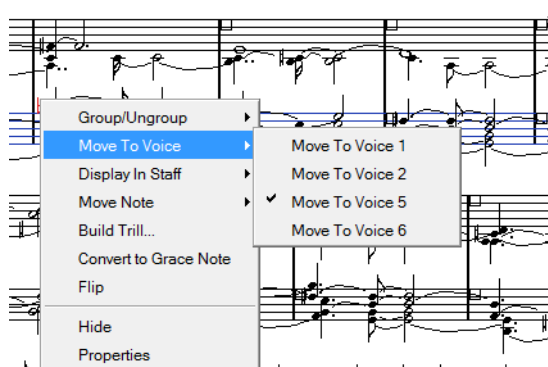 Group/Ungroup
Move To Voice
Display In Staff
Move Note
Build Trill...
Convert to Grace Note
Flip
Hide
Properties
Move To Voice 1
Move To Voice 2
Move To Voice 5
Move To Voice 6